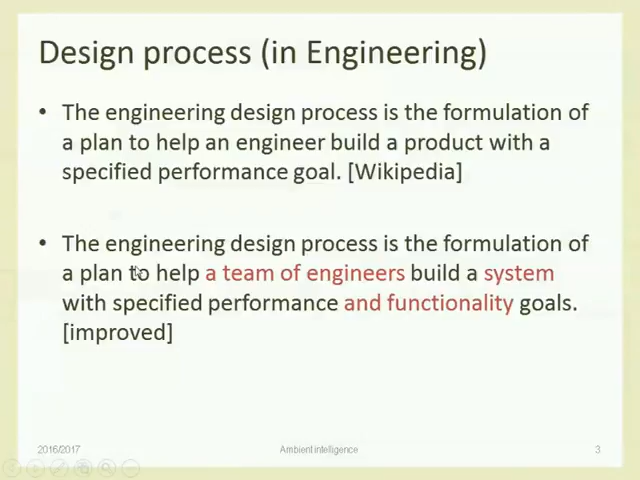 Design process (in Engineering)
• The engineering design process is the formulation of
a plan to help an engineer build a product with a
specified performance goal. [Wikipedia]
• The engineering design process is the formulation of
a plan to help a team of engineers build a system
with specified performance and functionality goals.
[improved]
2016/2017
Ambient intelligence
3